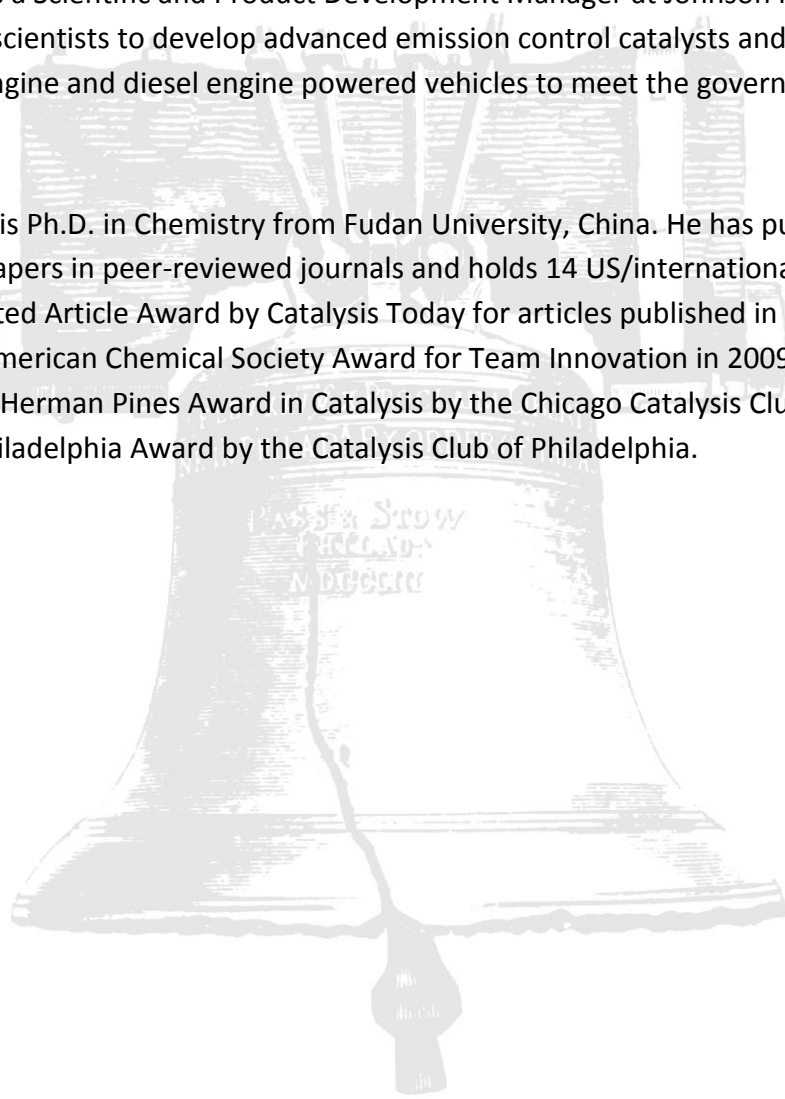 a Scientific and Product Development Manager at Johnson
scientists to develop advanced emission control catalysts and
ngine and diesel engine powered vehicles to meet the govern
is Ph.D. in Chemistry from Fudan University, China. He has pu
apers in peer-reviewed journals and holds 14 US/international
ted Article Award by Catalysis Today for articles published in
merican Chemical Society Award for Team Innovation in 2009
Herman Pines Award in Catalysis by the Chicago Catalysis Clu
iladelphia Award by the Catalysis Club of Philadelphia.
PASS & STOW